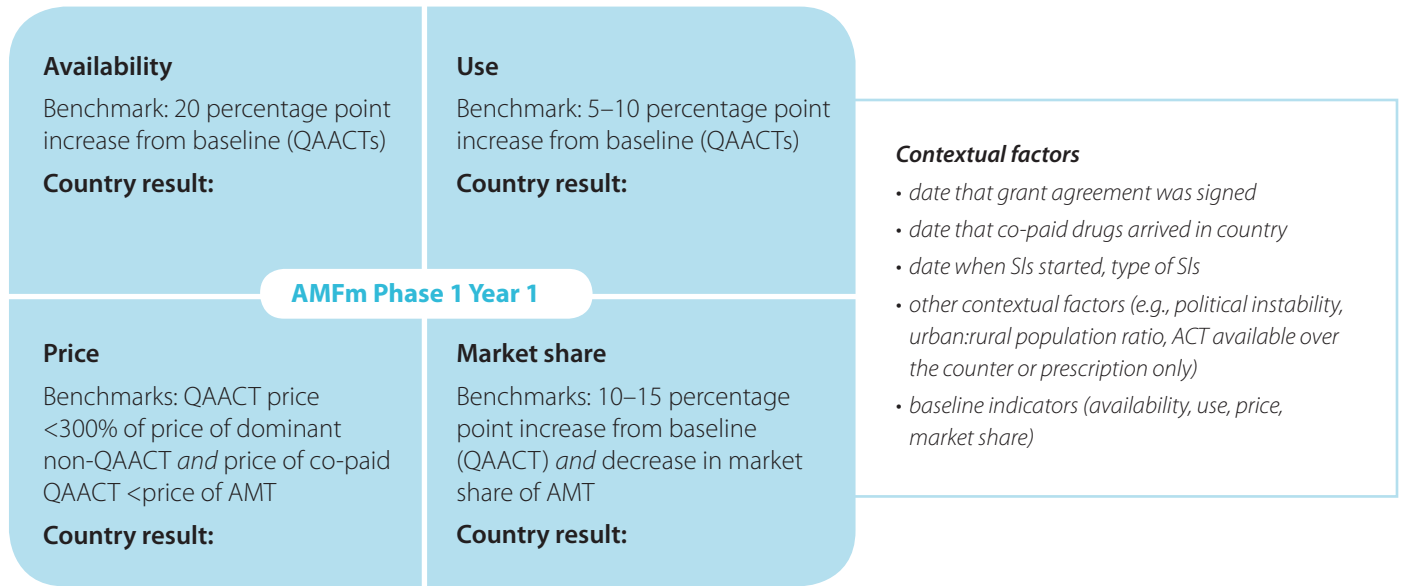 Availability
Benchmark: 20 percentage point
increase from baseline (QAACTs)
Country result:
Use
Benchmark: 5–10 percentage point
increase from baseline (QAACTs)
Country result:
AMFm Phase 1 Year 1
Price
Benchmarks: QAACT price
<300% of price of dominant
non-QAACT and price of co-paid
QAACT <price of AMT
Country result:
Market share
Benchmarks: 10–15 percentage
point increase from baseline
(QAACT) and decrease in market
share of AMT
Country result:
Contextual factors
• date that grant agreement was signed
• date that co-paid drugs arrived in country
• date when SIs started, type of SIs
• other contextual factors (e.g., political instability,
urban:rural population ratio, ACT available over
the counter or prescription only)
• baseline indicators (availability, use, price,
market share)